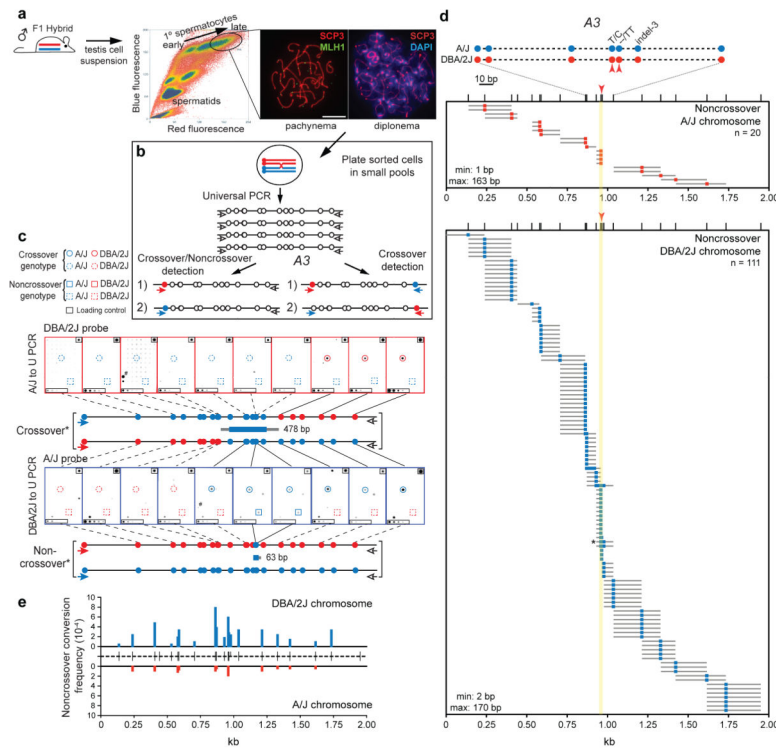 a
♂ F1 Hybrid
testis cell
suspension
Blue fluorescence
Red fluorescence
1° spermatocytes
early
late
spermatids
SCP3
MLH1
pachynema
SCP3
DAPI
diplonema
b
Plate sorted cells
in small pools
Universal PCR
Crossover/Noncrossover
detection
A3
Crossover
detection
1)
2)
1)
2)
c
Crossover
genotype
A/J
DBA/2J
A/J
DBA/2J
Noncrossover
genotype
A/J
DBA/2J
A/J
DBA/2J
Loading control
DBA/2J probe
A/J to U PCR
Crossover*
478 bp
A/J probe
DBA/2J to U PCR
Non-
crossover*
63 bp
e
Noncrossover conversion
frequency (10⁻⁴)
DBA/2J chromosome
10
8
6
4
2
0
0
2
4
6
8
10
A/J chromosome
0.00 0.25 0.50 0.75 1.00 1.25 1.50 1.75 2.00
kb
d
A3
T/C
–/TT
indel-3
A/J
DBA/2J
10 bp
Noncrossover
A/J chromosome
n = 20
min: 1 bp
max: 163 bp
0.00 0.25 0.50 0.75 1.00 1.25 1.50 1.75 2.00
Noncrossover
DBA/2J chromosome
n = 111
*
min: 2 bp
max: 170 bp
0.00 0.25 0.50 0.75 1.00 1.25 1.50 1.75 2.00
kb